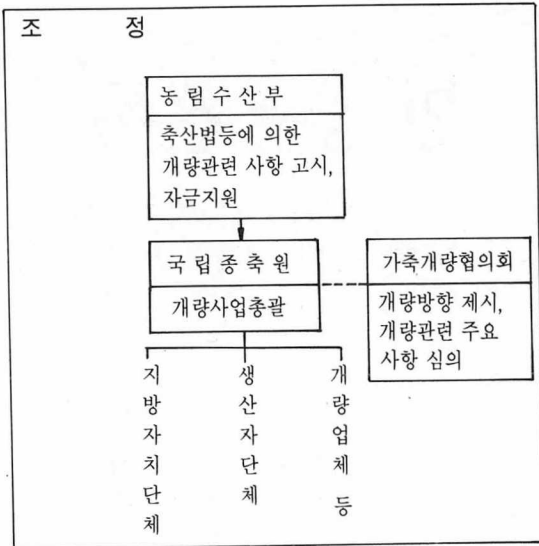 조 정
농 림 수 산 부
축산법등에 의한
개량관련 사항 고시,
자금지원
국 립 종 축 원
개량사업총괄
가축개량협의회
개량방향 제시,
개량관련 주요
사항 심의
지방자치단체
생산자단체
개량업체 등